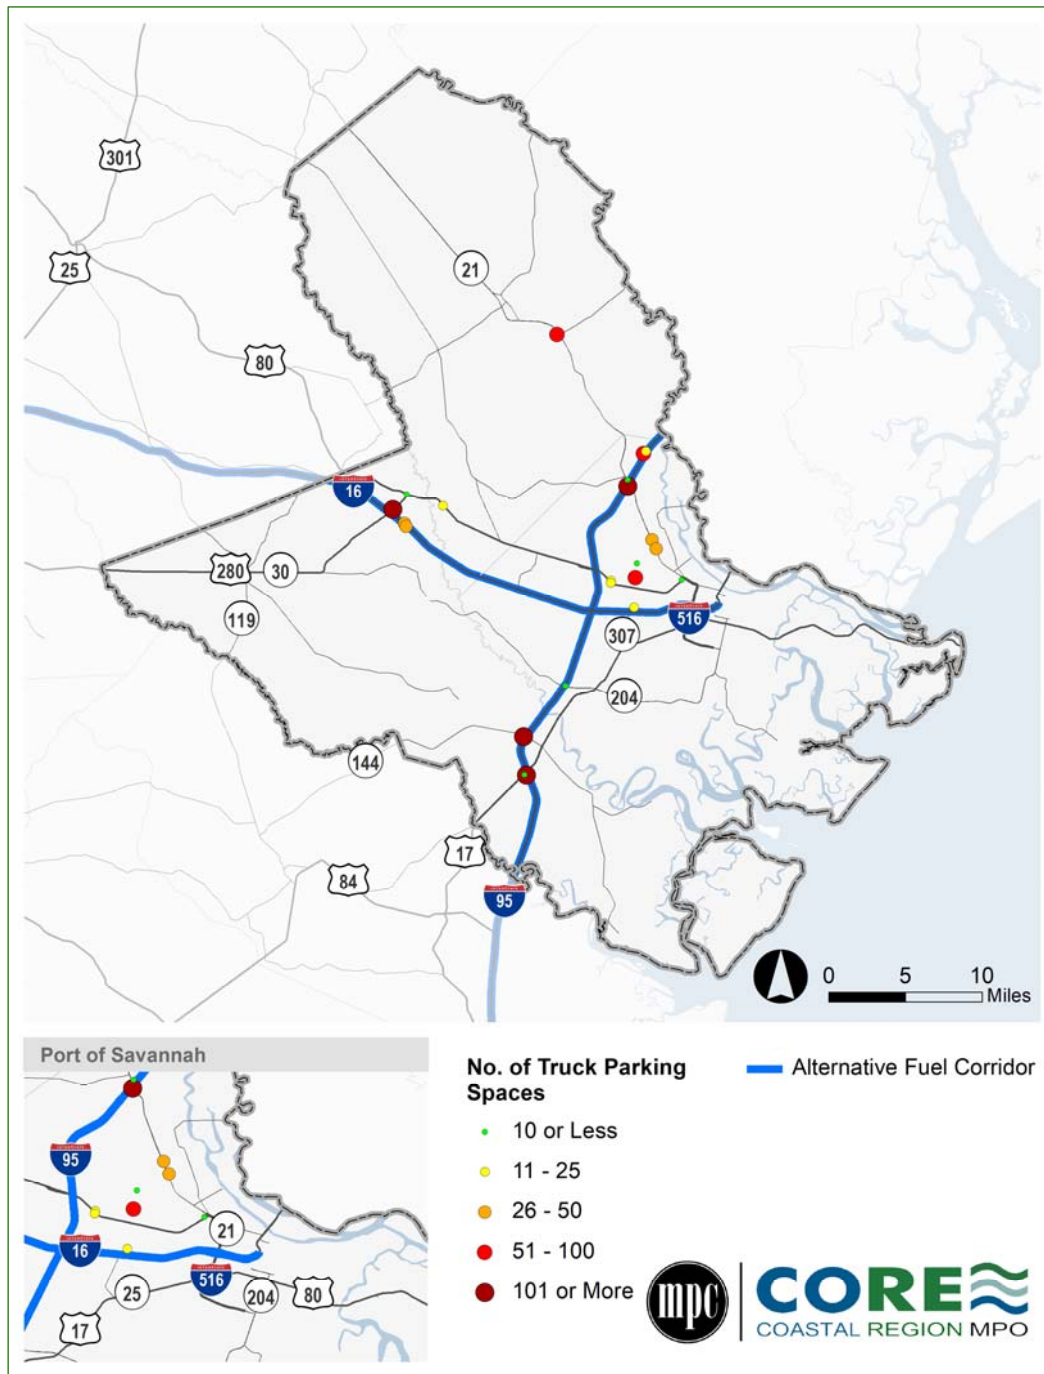 301
25
21
80
16
280
30
119
516
307
204
144
17
84
95
0 5 10
Miles
Port of Savannah
95
16
21
25
516
204
80
17
No. of Truck Parking
Spaces
10 or Less
11 - 25
26 - 50
51 - 100
101 or More
Alternative Fuel Corridor
mpc
CORE
COASTAL REGION MPO